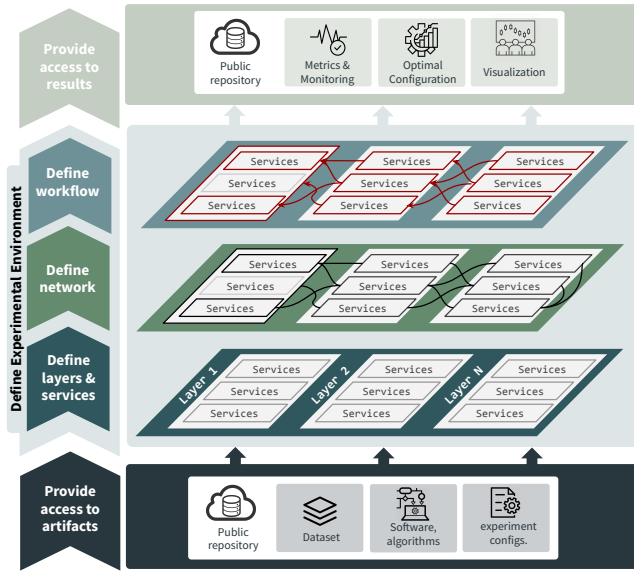 Provide
access to
results
Public
repository
Metrics &
Monitoring
Optimal
Configuration
Visualization
Define Experimental Environment
Define
workflow
Services Services Services
Services Services Services
Services Services Services
Define
network
Services Services Services
Services Services Services
Services Services Services
Define
layers &
services
Layer 1 Layer 2 Layer N
Services Services Services
Services Services Services
Services Services Services
Provide
access to
artifacts
Public
repository
Dataset
Software,
algorithms
experiment
configs.